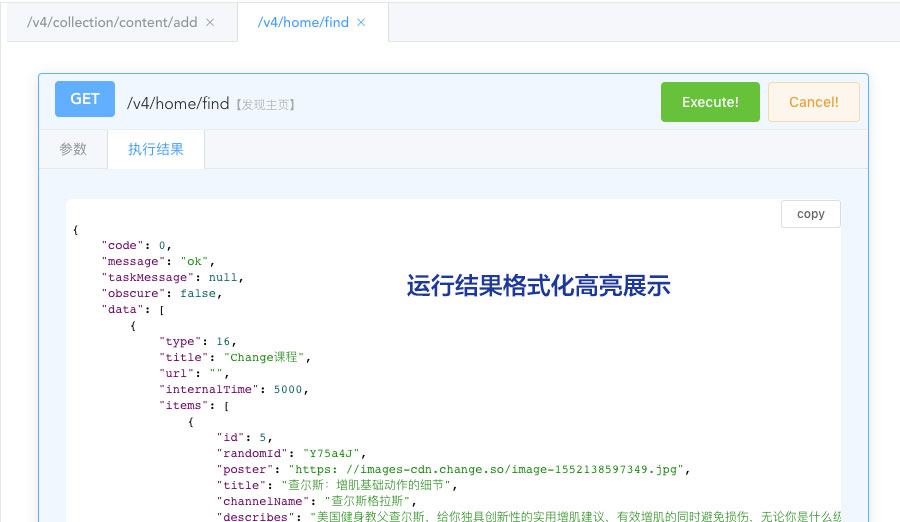 /v4/collection/content/add ×
/v4/home/find ×
GET /v4/home/find【发现主页】 Execute! Cancel!
参数 执行结果
copy
{
"code": 0,
"message": "ok",
"taskMessage": null,
"obscure": false,
"data": [
{
"type": 16,
"title": "Change课程",
"url": "",
"internalTime": 5000,
"items": [
{
"id": 5,
"randomId": "Y75a4J",
"poster": "https: //images-cdn.change.so/image-1552138597349.jpg",
"title": "查尔斯：增肌基础动作的细节",
"channelName": "查尔斯格拉斯",
"describes": "美国健身教父查尔斯，给你独具创新性的实用增肌建议、有效增肌的同时避免损伤，无论你是什么级
运行结果格式化高亮展示